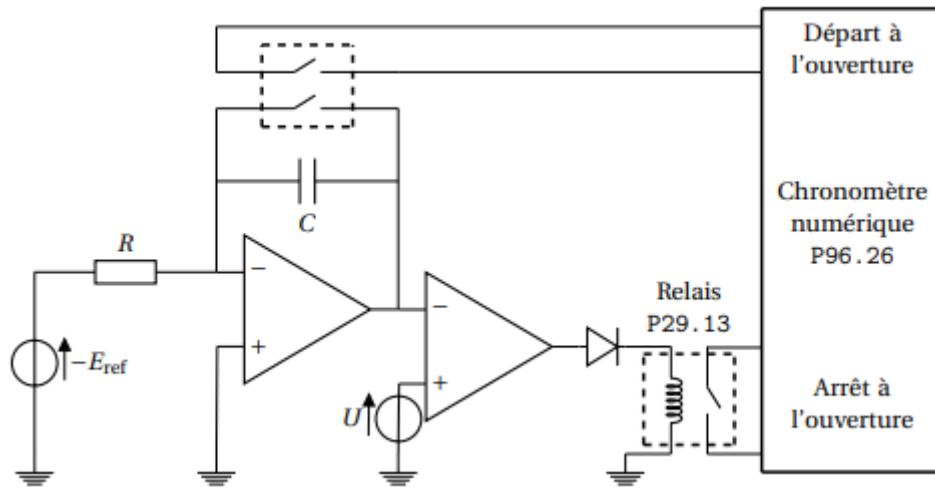 Départ à
l'ouverture
C
Chronomètre
numérique
P96.26
R
−
+
−E_ref
Relais
P29.13
−
+
U
Arrêt à
l'ouverture